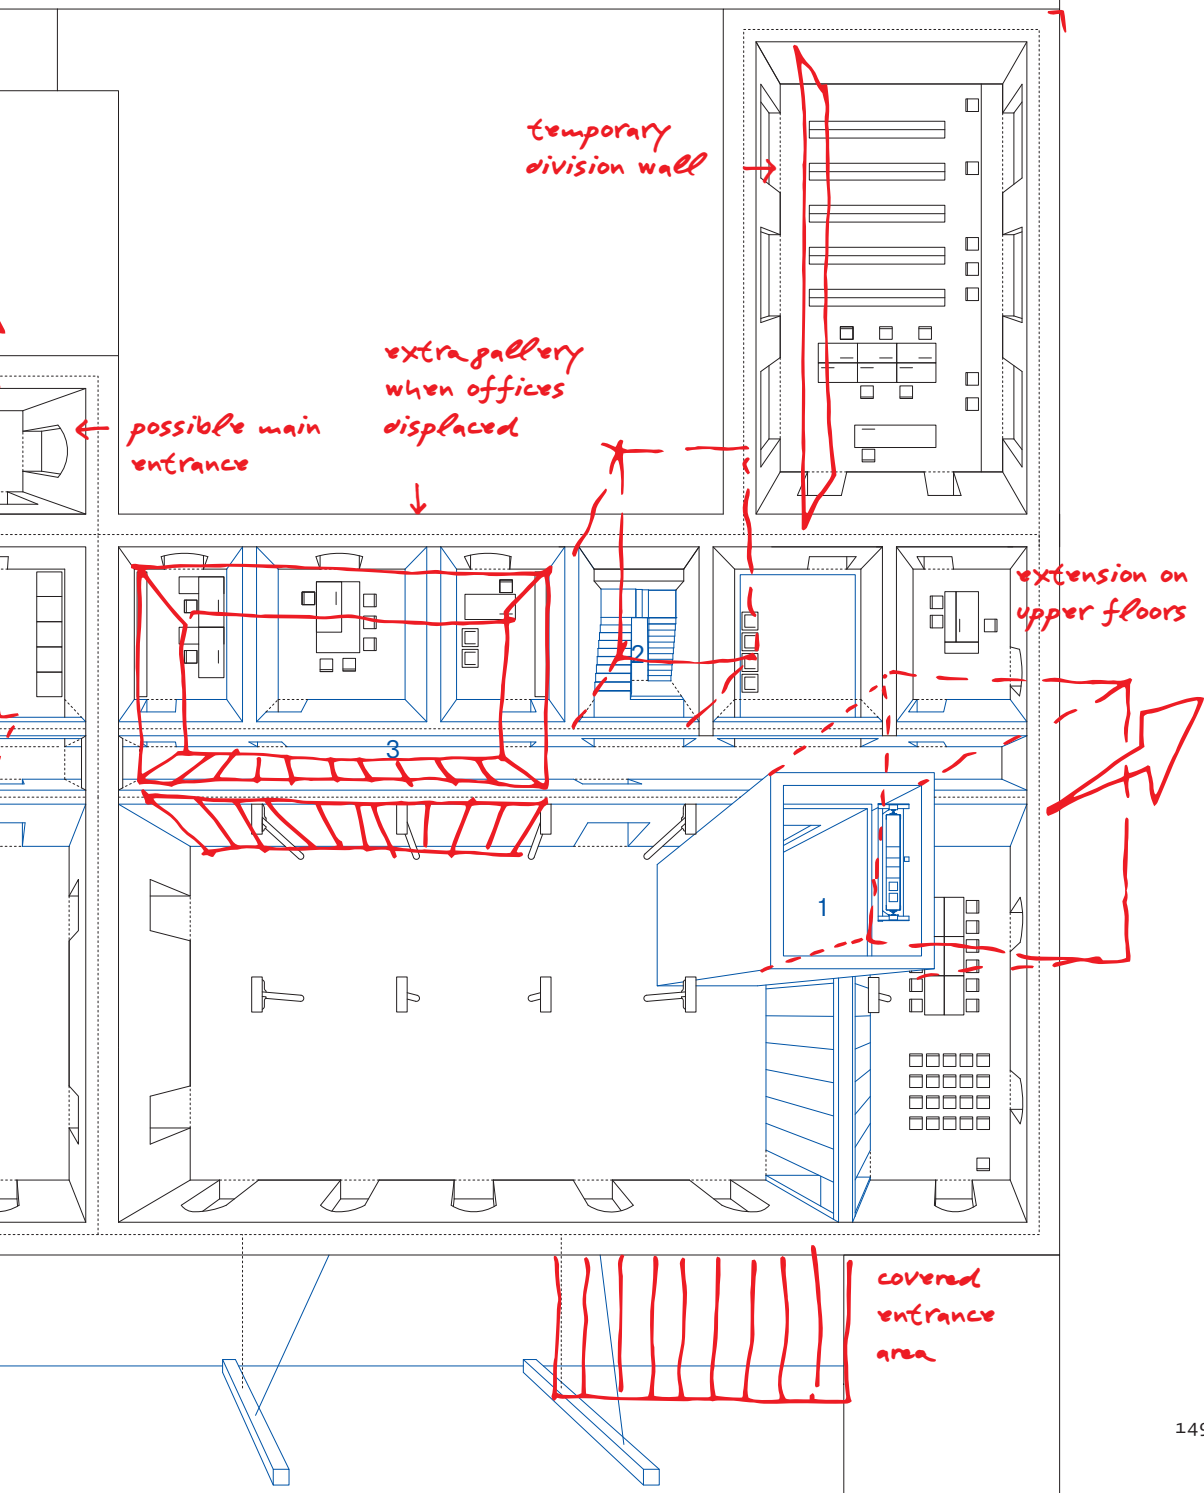 temporary
division wall
extra gallery
when offices
displaced
possible main
entrance
extension on
upper floors
2
3
1
covered
entrance
area
149